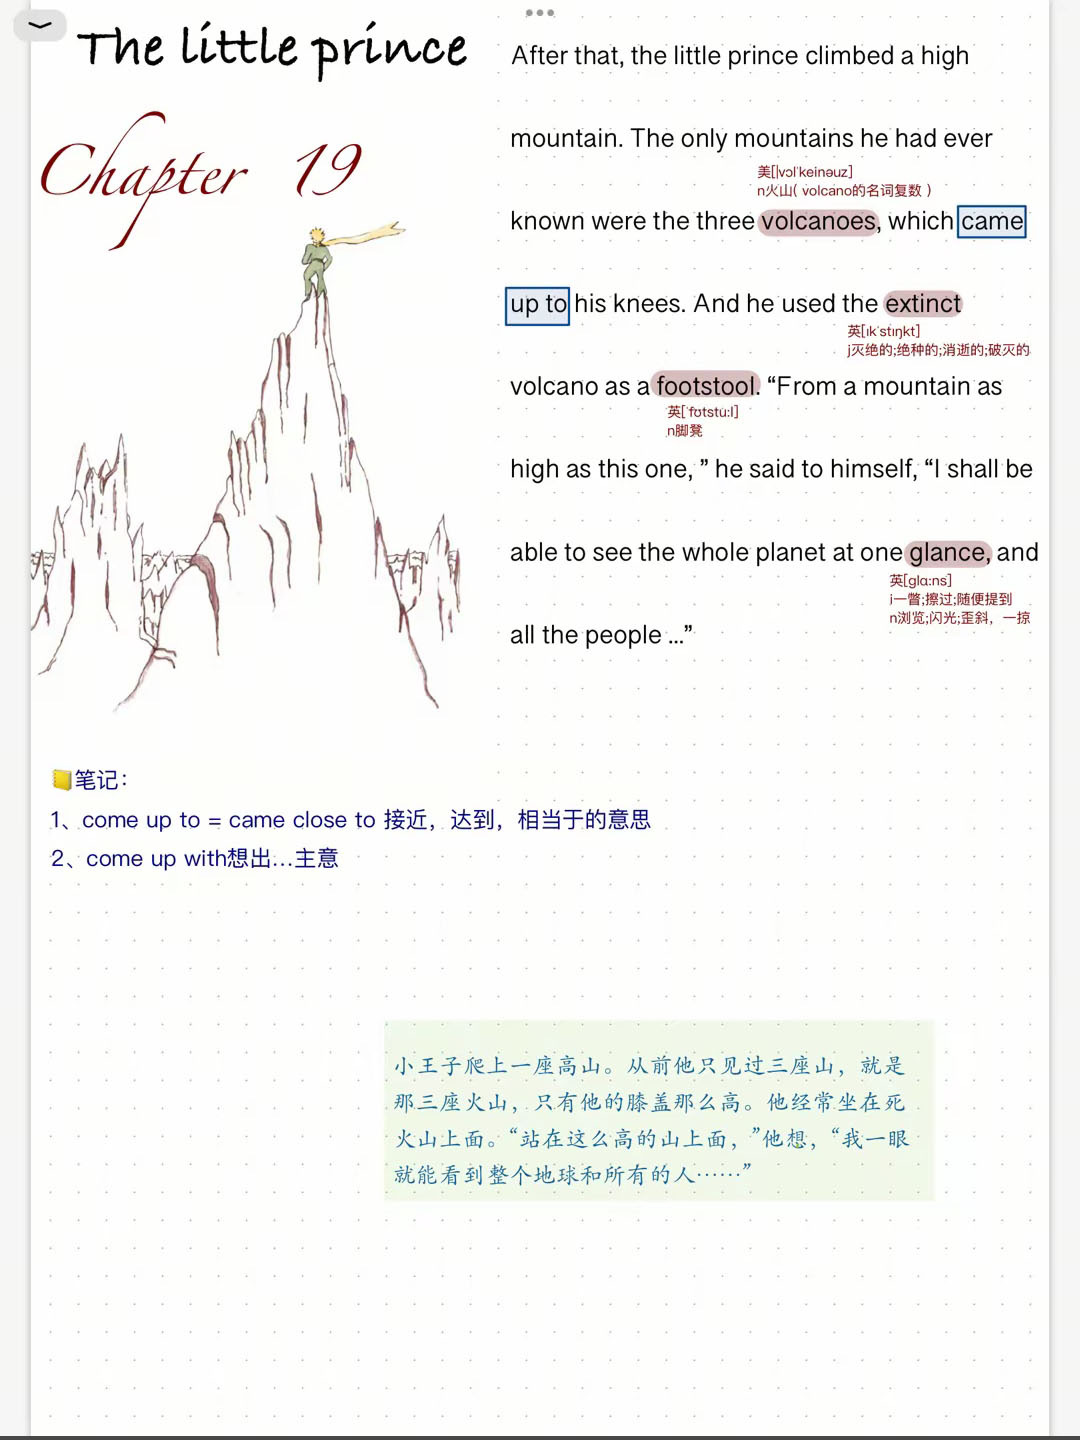 The little prince
Chapter 19
After that, the little prince climbed a high
mountain. The only mountains he had ever
美[|vɔlˈkeinəuz]
n火山( volcano的名词复数 )
known were the three volcanoes, which came
up to his knees. And he used the extinct
英[ɪkˈstɪŋkt]
j灭绝的;绝种的;消逝的;破灭的
volcano as a footstool. “From a mountain as
英[ˈfʊtstuːl]
n脚凳
high as this one, ” he said to himself, “I shall be
able to see the whole planet at one glance, and
英[glɑːns]
i一瞥;擦过;随便提到
n浏览;闪光;歪斜，一掠
all the people ...”
📒笔记：
1、come up to = came close to 接近，达到，相当于的意思
2、come up with想出...主意
小王子爬上一座高山。从前他只见过三座山，就是
那三座火山，只有他的膝盖那么高。他经常坐在死
火山上面。“站在这么高的山上面，”他想，“我一眼
就能看到整个地球和所有的人……”